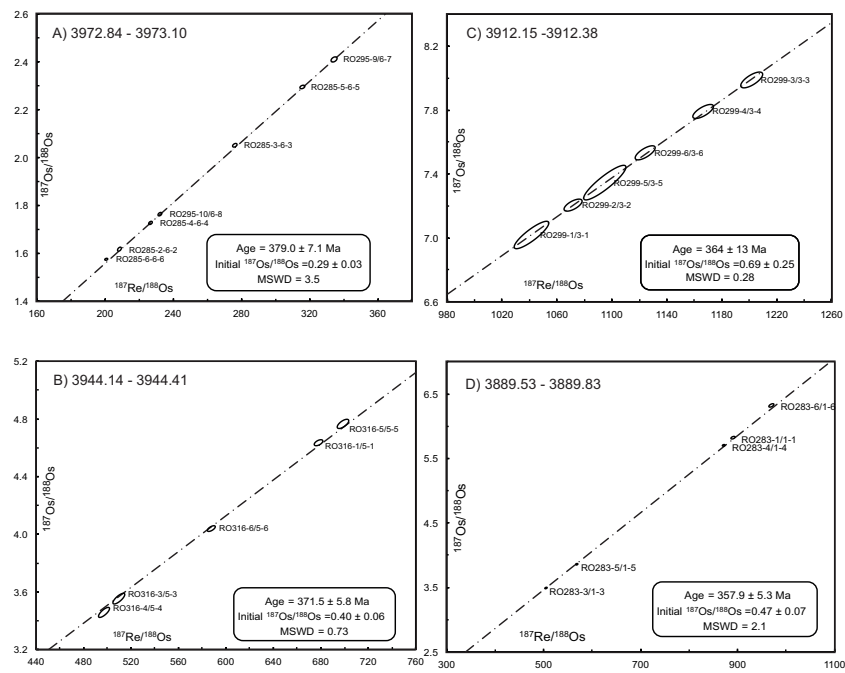 A) 3972.84 - 3973.10
2.6
2.4
2.2
2.0
1.8
1.6
1.4
187Os/188Os
RO295-9/6-7
RO285-5-6-5
RO285-3-6-3
RO295-10/6-8
RO285-4-6-4
RO285-2-6-2
RO285-6-6-6
Age = 379.0 ± 7.1 Ma
Initial 187Os/188Os =0.29 ± 0.03
MSWD = 3.5
187Re/188Os
160 200 240 280 320 360
C) 3912.15 -3912.38
8.2
7.8
7.4
7.0
6.6
187Os/188Os
RO299-3/3-3
RO299-4/3-4
RO299-6/3-6
RO299-5/3-5
RO299-2/3-2
RO299-1/3-1
Age = 364 ± 13 Ma
Initial 187Os/188Os =0.69 ± 0.25
MSWD = 0.28
187Re/188Os
980 1020 1060 1100 1140 1180 1220 1260
B) 3944.14 - 3944.41
5.2
4.8
4.4
4.0
3.6
3.2
187Os/188Os
RO316-5/5-5
RO316-1/5-1
RO316-6/5-6
RO316-3/5-3
RO316-4/5-4
Age = 371.5 ± 5.8 Ma
Initial 187Os/188Os =0.40 ± 0.06
MSWD = 0.73
187Re/188Os
440 480 520 560 600 640 680 720 760
D) 3889.53 - 3889.83
6.5
5.5
4.5
3.5
2.5
187Os/188Os
RO283-6/1-6
RO283-1/1-1
RO283-4/1-4
RO283-5/1-5
RO283-3/1-3
Age = 357.9 ± 5.3 Ma
Initial 187Os/188Os =0.47 ± 0.07
MSWD = 2.1
187Re/188Os
300 500 700 900 1100